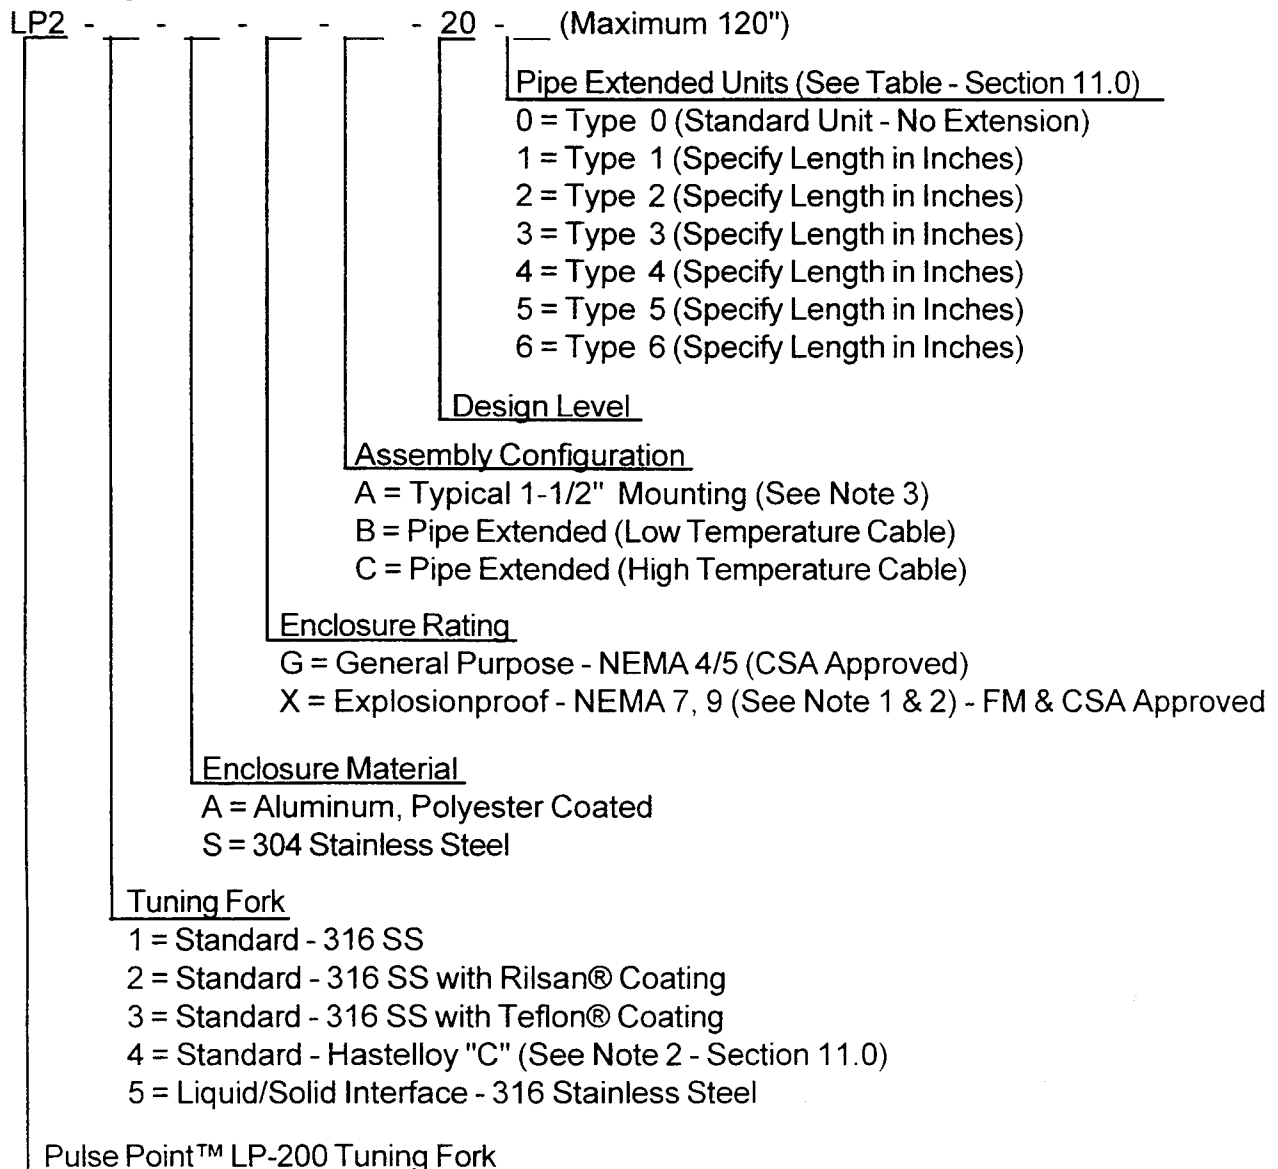 LP2 - __ - __ - __ - __ - 20 - __ (Maximum 120")
Pipe Extended Units (See Table - Section 11.0)
0 = Type 0 (Standard Unit - No Extension)
1 = Type 1 (Specify Length in Inches)
2 = Type 2 (Specify Length in Inches)
3 = Type 3 (Specify Length in Inches)
4 = Type 4 (Specify Length in Inches)
5 = Type 5 (Specify Length in Inches)
6 = Type 6 (Specify Length in Inches)
Design Level
Assembly Configuration
A = Typical 1-1/2" Mounting (See Note 3)
B = Pipe Extended (Low Temperature Cable)
C = Pipe Extended (High Temperature Cable)
Enclosure Rating
G = General Purpose - NEMA 4/5 (CSA Approved)
X = Explosionproof - NEMA 7, 9 (See Note 1 & 2) - FM & CSA Approved
Enclosure Material
A = Aluminum, Polyester Coated
S = 304 Stainless Steel
Tuning Fork
1 = Standard - 316 SS
2 = Standard - 316 SS with Rilsan® Coating
3 = Standard - 316 SS with Teflon® Coating
4 = Standard - Hastelloy "C" (See Note 2 - Section 11.0)
5 = Liquid/Solid Interface - 316 Stainless Steel
Pulse Point™ LP-200 Tuning Fork